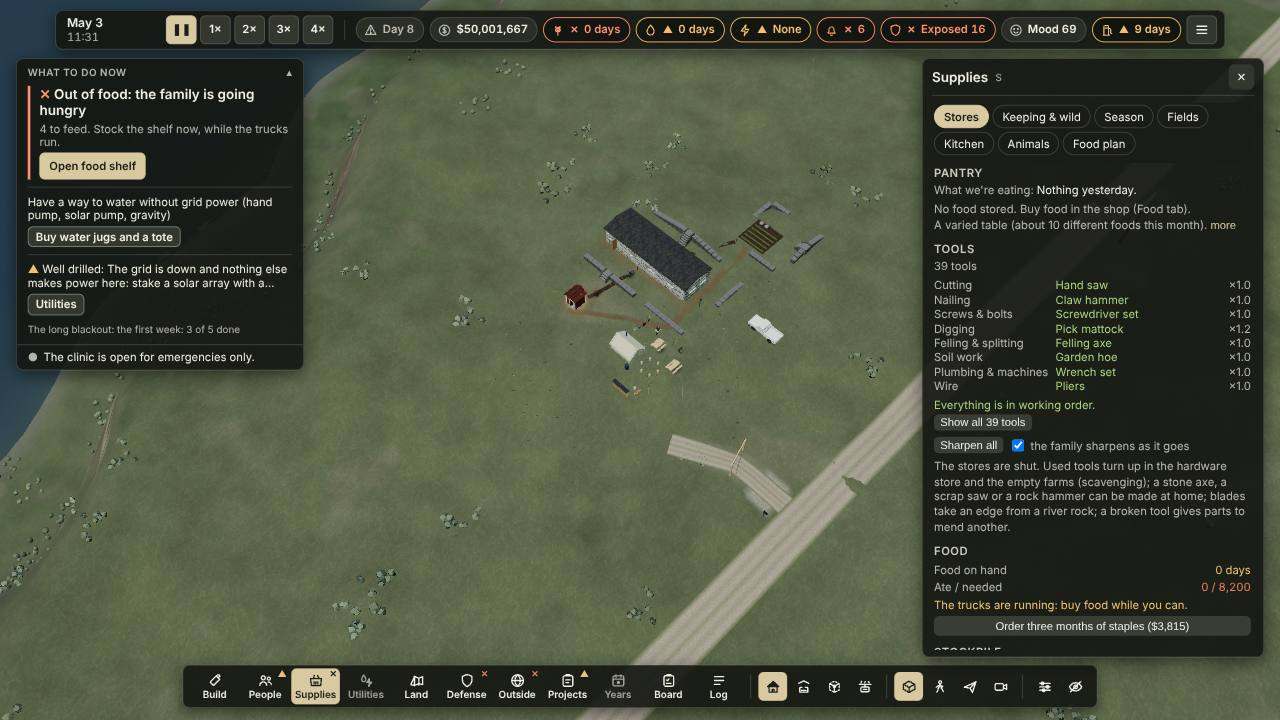 May 3
11:31
1×
2×
3×
4×
Day 8
$50,001,667
× 0 days
0 days
None
× 6
× Exposed 16
Mood 69
9 days
WHAT TO DO NOW
× Out of food: the family is going
hungry
4 to feed. Stock the shelf now, while the trucks
run.
Open food shelf
Have a way to water without grid power (hand
pump, solar pump, gravity)
Buy water jugs and a tote
Well drilled: The grid is down and nothing else
makes power here: stake a solar array with a...
Utilities
The long blackout: the first week: 3 of 5 done
The clinic is open for emergencies only.
Supplies S
×
Stores
Keeping & wild
Season
Fields
Kitchen
Animals
Food plan
PANTRY
What we're eating: Nothing yesterday.
No food stored. Buy food in the shop (Food tab).
A varied table (about 10 different foods this month). more
TOOLS
39 tools
Cutting Hand saw ×1.0
Nailing Claw hammer ×1.0
Screws & bolts Screwdriver set ×1.0
Digging Pick mattock ×1.2
Felling & splitting Felling axe ×1.0
Soil work Garden hoe ×1.0
Plumbing & machines Wrench set ×1.0
Wire Pliers ×1.0
Everything is in working order.
Show all 39 tools
Sharpen all the family sharpens as it goes
The stores are shut. Used tools turn up in the hardware
store and the empty farms (scavenging); a stone axe, a
scrap saw or a rock hammer can be made at home; blades
take an edge from a river rock; a broken tool gives parts to
mend another.
FOOD
Food on hand 0 days
Ate / needed 0 / 8,200
The trucks are running: buy food while you can.
Order three months of staples ($3,815)
Build
People
Supplies
Utilities
Land
Defense
Outside
Projects
Years
Board
Log